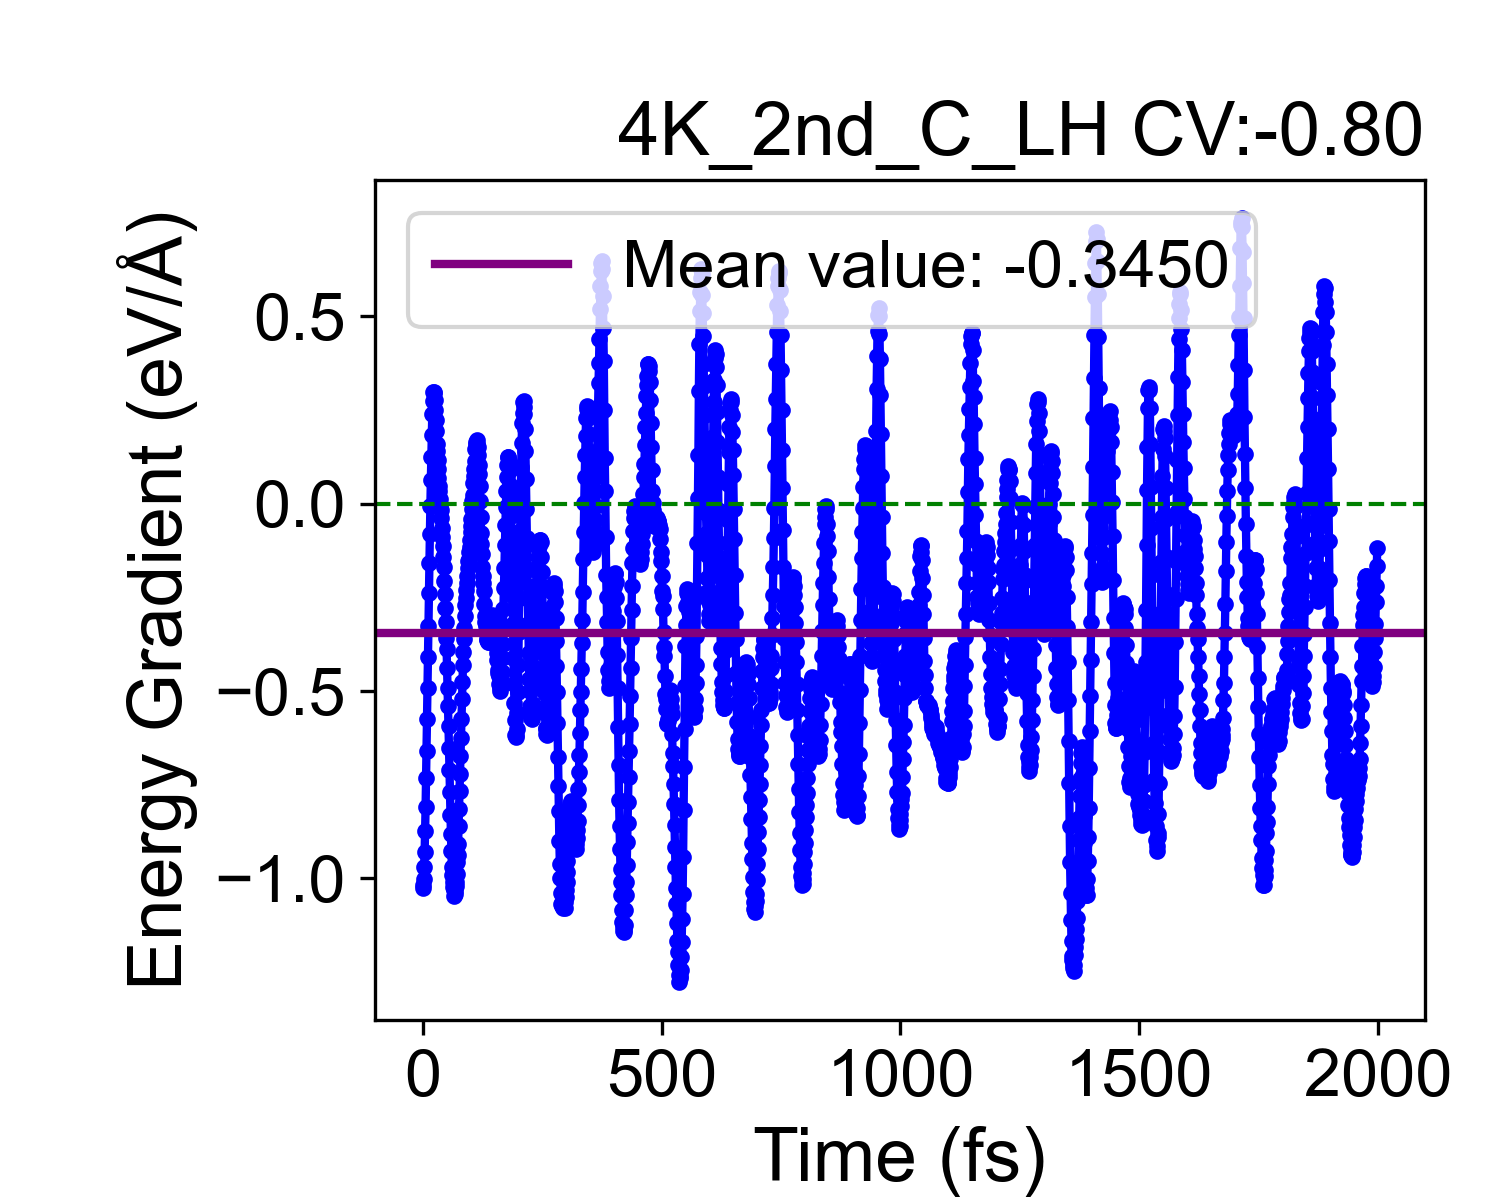 4K_2nd_C_LH CV:-0.80
Mean value: -0.3450
Energy Gradient (eV/Å)
0.5
0.0
−0.5
−1.0
0 500 1000 1500 2000
Time (fs)